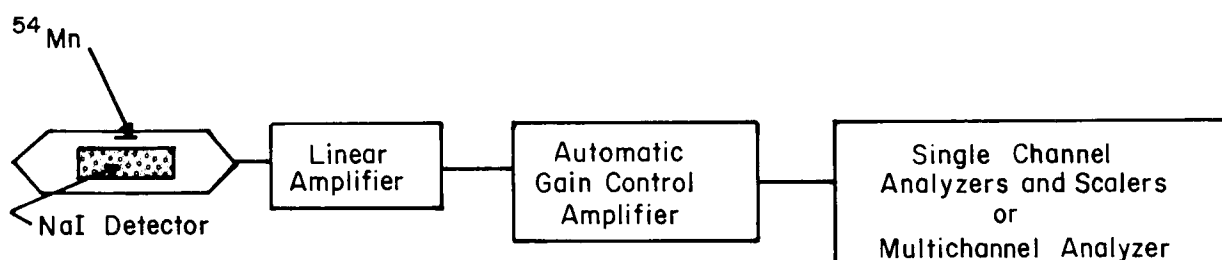 54Mn
NaI Detector
Linear
Amplifier
Automatic
Gain Control
Amplifier
Single Channel
Analyzers and Scalers
or
Multichannel Analyzer